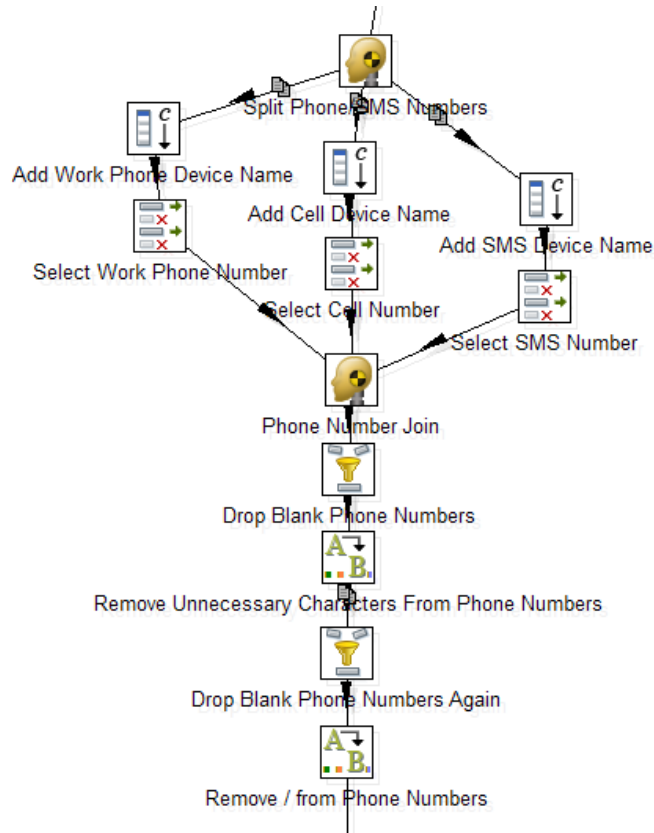 Split Phone/SMS Numbers
Add Work Phone Device Name
Add Cell Device Name
Add SMS Device Name
Select Work Phone Number
Select Cell Number
Select SMS Number
Phone Number Join
Drop Blank Phone Numbers
Remove Unnecessary Characters From Phone Numbers
Drop Blank Phone Numbers Again
Remove / from Phone Numbers